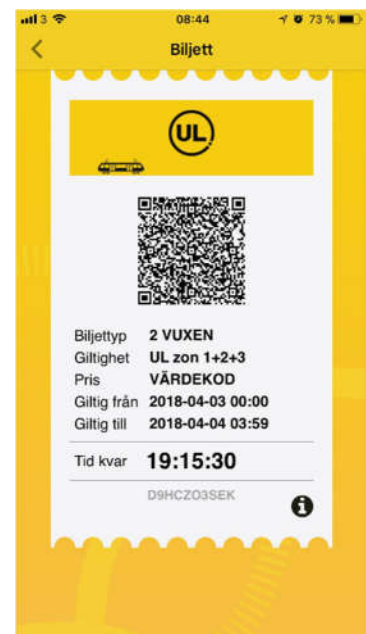 3 08:44 73 %
Biljett
UL
Biljettyp 2 VUXEN
Giltighet UL zon 1+2+3
Pris VÄRDEKOD
Giltig från 2018-04-03 00:00
Giltig till 2018-04-04 03:59
Tid kvar 19:15:30
D9HCZO3SEK